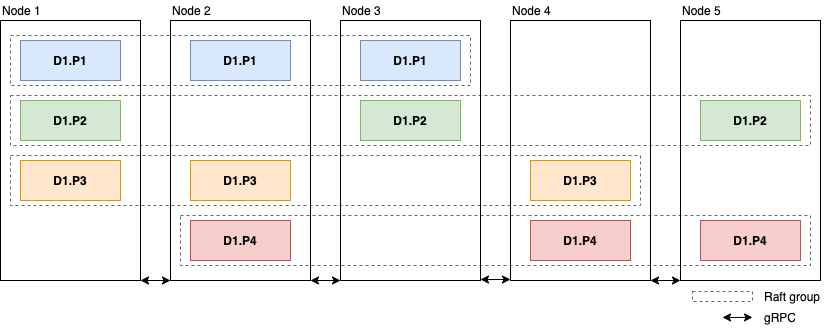 Node 1 Node 2 Node 3 Node 4 Node 5
D1.P1 D1.P1 D1.P1
D1.P2 D1.P2 D1.P2
D1.P3 D1.P3 D1.P3
D1.P4 D1.P4 D1.P4
Raft group
gRPC